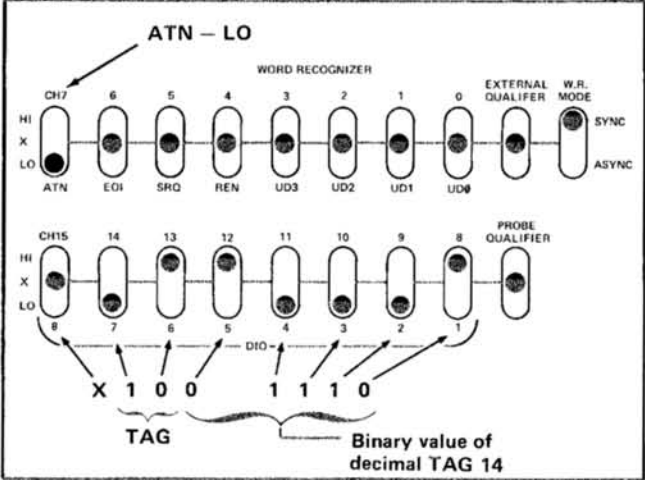 ATN – LO
WORD RECOGNIZER
CH7 6 5 4 3 2 1 0 EXTERNAL QUALIFER W.R. MODE
HI
X
LO
SYNC
ASYNC
ATN EOI SRQ REN UD3 UD2 UD1 UD0
CH15 14 13 12 11 10 9 8 PROBE QUALIFIER
HI
X
LO
8 7 6 5 4 3 2 1
DIO
X 1 0 0 1 1 1 0
TAG
Binary value of
decimal TAG 14